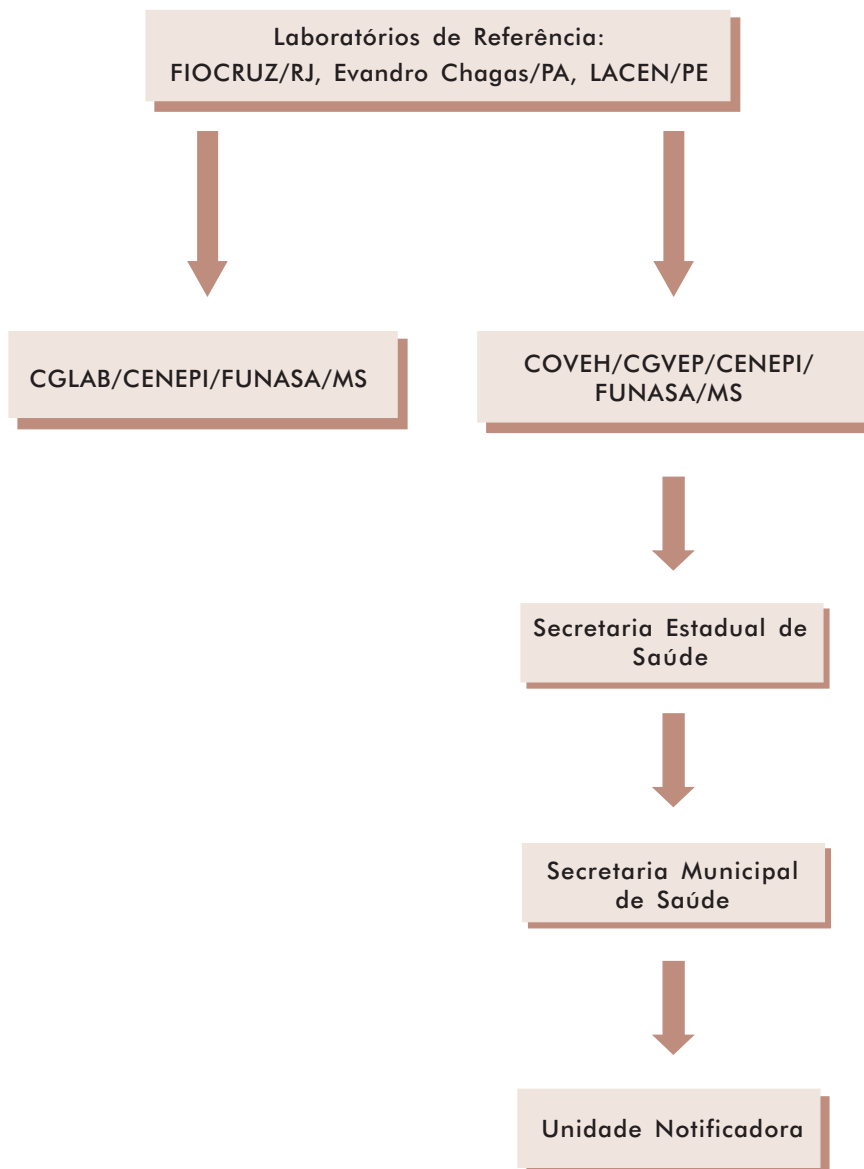 Laboratórios de Referência:
FIOCRUZ/RJ, Evandro Chagas/PA, LACEN/PE
CGLAB/CENEPI/FUNASA/MS
COVEH/CGVEP/CENEPI/
FUNASA/MS
Secretaria Estadual de
Saúde
Secretaria Municipal
de Saúde
Unidade Notificadora